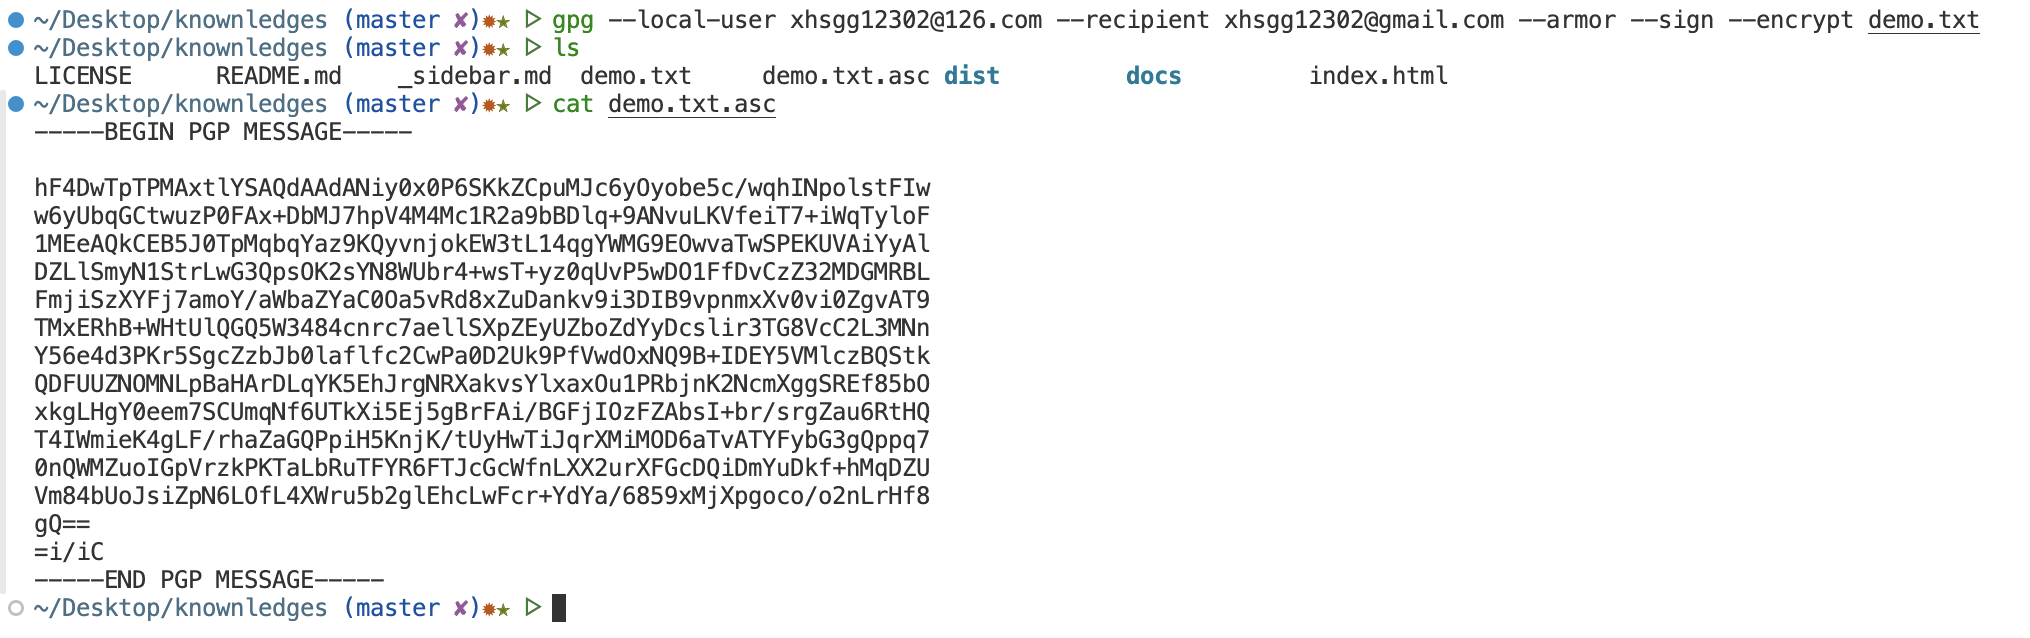 ~/Desktop/knownledges (master ✘)✹★ ▷ gpg --local-user xhsgg12302@126.com --recipient xhsgg12302@gmail.com --armor --sign --encrypt demo.txt
~/Desktop/knownledges (master ✘)✹★ ▷ ls
LICENSE README.md _sidebar.md demo.txt demo.txt.asc dist docs index.html
~/Desktop/knownledges (master ✘)✹★ ▷ cat demo.txt.asc
-----BEGIN PGP MESSAGE-----
hF4DwTpTPMAxtlYSAQdAAdANiy0x0P6SKkZCpuMJc6yOyobe5c/wqhINpolstFIw
w6yUbqGCtwuzP0FAx+DbMJ7hpV4M4Mc1R2a9bBDlq+9ANvuLKVfeiT7+iWqTyloF
1MEeAQkCEB5J0TpMqbqYaz9KQyvnjokEW3tL14qgYWMG9EOwvaTwSPEKUVAiYyAl
DZLlSmyN1StrLwG3QpsOK2sYN8WUbr4+wsT+yz0qUvP5wDO1FfDvCzZ32MDGMRBL
FmjiSzXYFj7amoY/aWbaZYaC0Oa5vRd8xZuDankv9i3DIB9vpnmxXv0vi0ZgvAT9
TMxERhB+WHtUlQGQ5W3484cnrc7aellSXpZEyUZboZdYyDcslir3TG8VcC2L3MNn
Y56e4d3PKr5SgcZzbJb0laflfc2CwPa0D2Uk9PfVwdOxNQ9B+IDEY5VMlczBQStk
QDFUUZNOMNLpBaHArDLqYK5EhJrgNRXakvsYlxaxOu1PRbjnK2NcmXggSREf85bO
xkgLHgY0eem7SCUmqNf6UTkXi5Ej5gBrFAi/BGFjIOzFZAbsI+br/srgZau6RtHQ
T4IWmieK4gLF/rhaZaGQPpiH5KnjK/tUyHwTiJqrXMiMOD6aTvATYFybG3gQppq7
0nQWMZuoIGpVrzkPKTaLbRuTFYR6FTJcGcWfnLXX2urXFGcDQiDmYuDkf+hMqDZU
Vm84bUoJsiZpN6LOfL4XWru5b2glEhcLwFcr+YdYa/6859xMjXpgoco/o2nLrHf8
gQ==
=i/iC
-----END PGP MESSAGE-----
~/Desktop/knownledges (master ✘)✹★ ▷